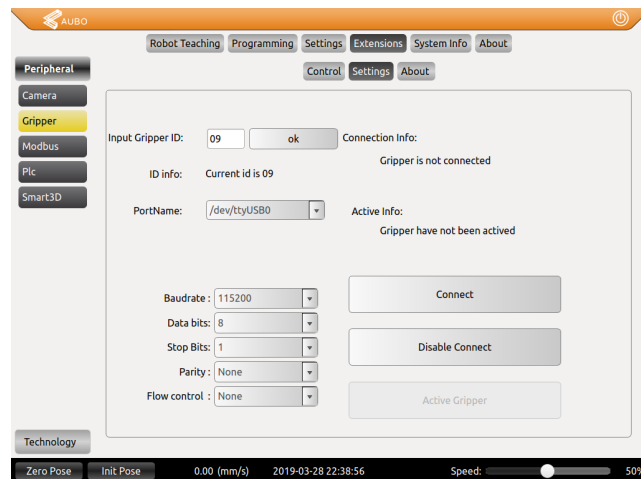 AUBO
Robot Teaching Programming Settings Extensions System Info About
Peripheral
Control Settings About
Camera
Gripper
Modbus
Plc
Smart3D
Input Gripper ID: 09 ok Connection Info:
Gripper is not connected
ID info: Current id is 09
PortName: /dev/ttyUSB0 Active Info:
Gripper have not been actived
Baudrate : 115200 Connect
Data bits: 8
Stop Bits: 1 Disable Connect
Parity : None
Flow control : None Active Gripper
Technology
Zero Pose Init Pose 0.00 (mm/s) 2019-03-28 22:38:56 Speed: 50%